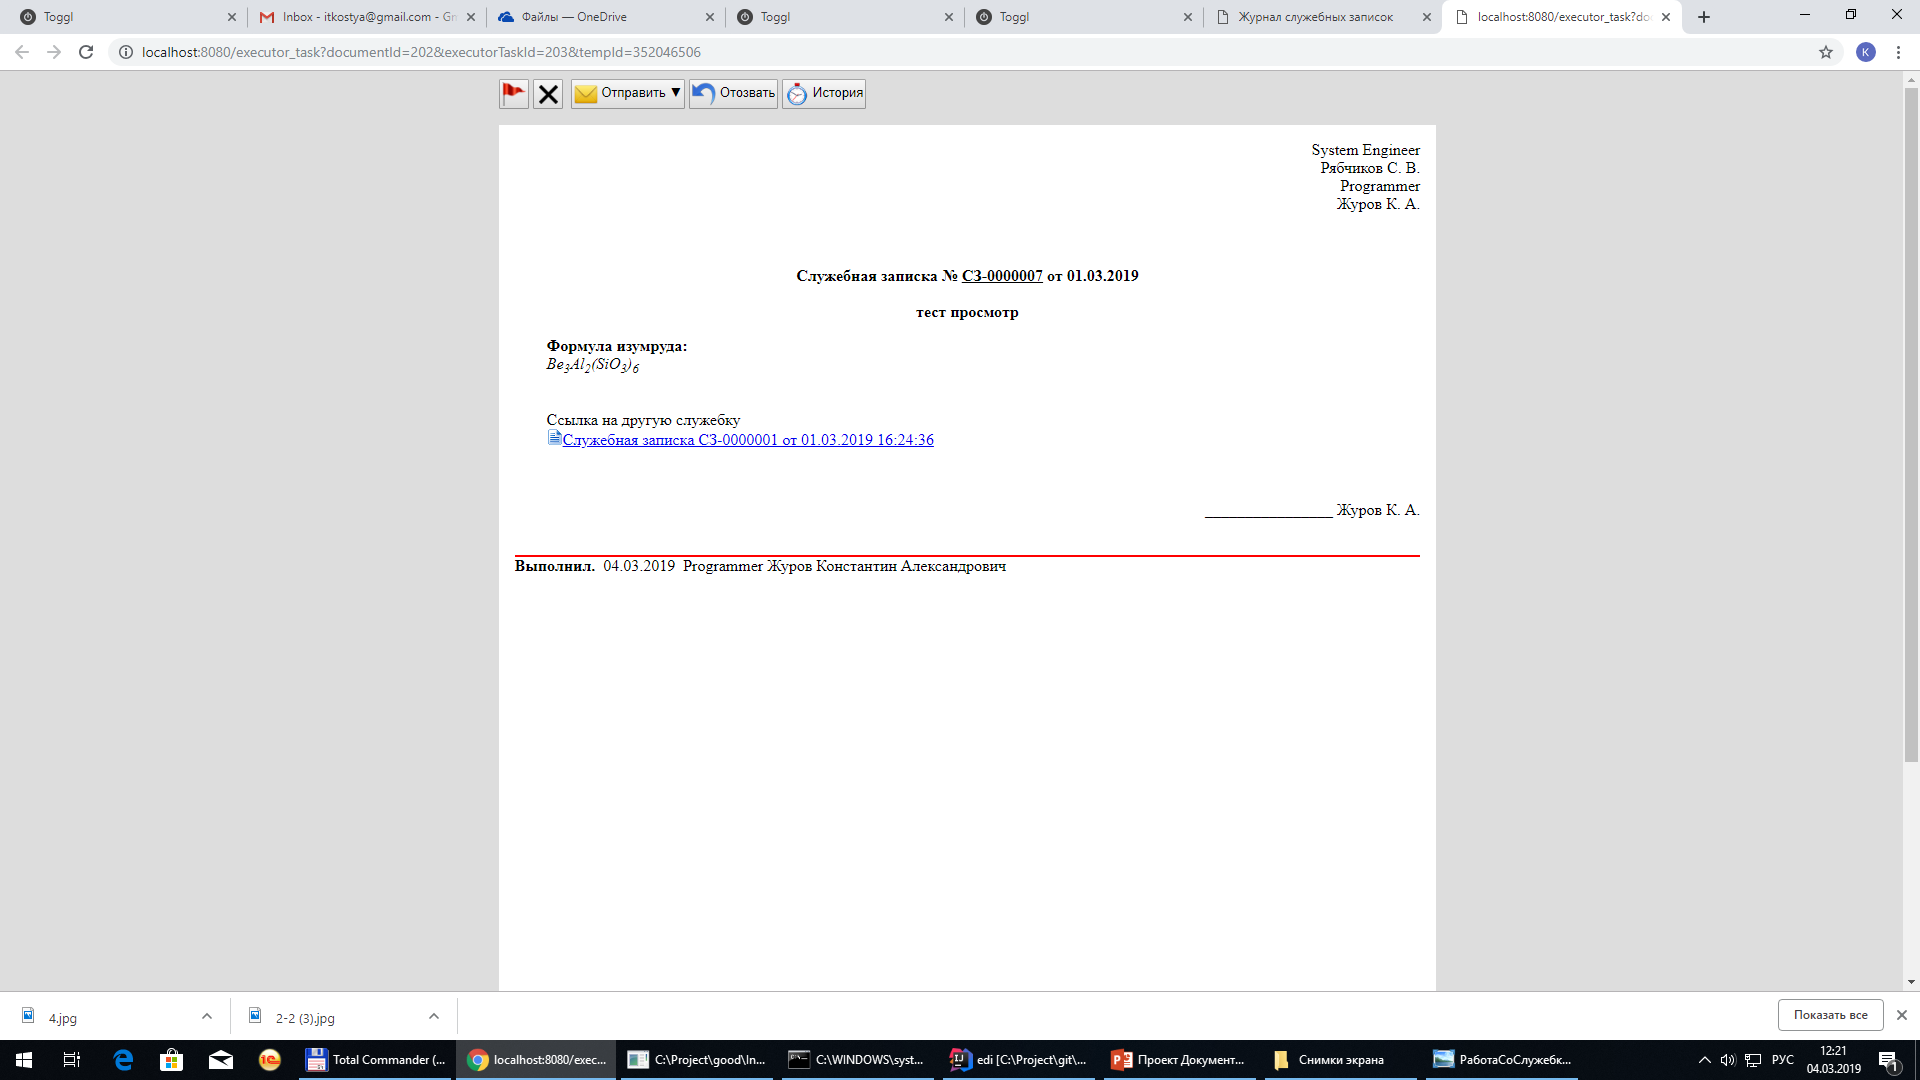 Toggl
Inbox - itkostya@gmail.com - Gm
Файлы — OneDrive
Toggl
Toggl
Журнал служебных записок
localhost:8080/executor_task?do
localhost:8080/executor_task?documentId=202&executorTaskId=203&tempId=352046506
K
Отправить ▼
Отозвать
История
System Engineer
Рябчиков С. В.
Programmer
Журов К. А.
Служебная записка № СЗ-0000007 от 01.03.2019
тест просмотр
Формула изумруда:
Be3Al2(SiO3)6
Ссылка на другую служебку
Служебная записка СЗ-0000001 от 01.03.2019 16:24:36
________________ Журов К. А.
Выполнил. 04.03.2019 Programmer Журов Константин Александрович
4.jpg
2-2 (3).jpg
Показать все
Total Commander (...
localhost:8080/exec...
C:\Project\good\In...
C:\WINDOWS\syst...
edi [C:\Project\git\...
Проект Документ...
Снимки экрана
РаботаСоСлужебк...
РУС
12:21
04.03.2019
1